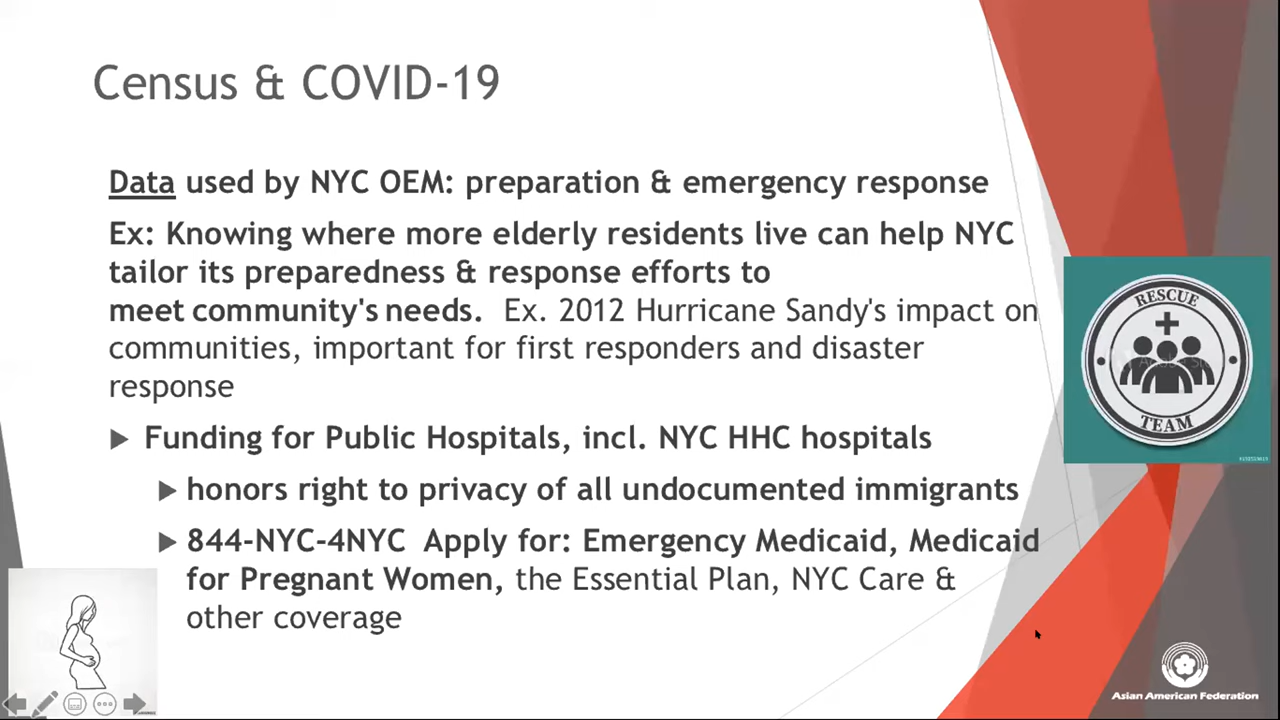 Census & COVID-19
Data used by NYC OEM: preparation & emergency response
Ex: Knowing where more elderly residents live can help NYC
tailor its preparedness & response efforts to
meet community's needs.  Ex. 2012 Hurricane Sandy's impact on
communities, important for first responders and disaster
response
Funding for Public Hospitals, incl. NYC HHC hospitals
honors right to privacy of all undocumented immigrants
844-NYC-4NYC  Apply for: Emergency Medicaid, Medicaid
for Pregnant Women, the Essential Plan, NYC Care &
other coverage
RESCUE
TEAM
Asian American Federation